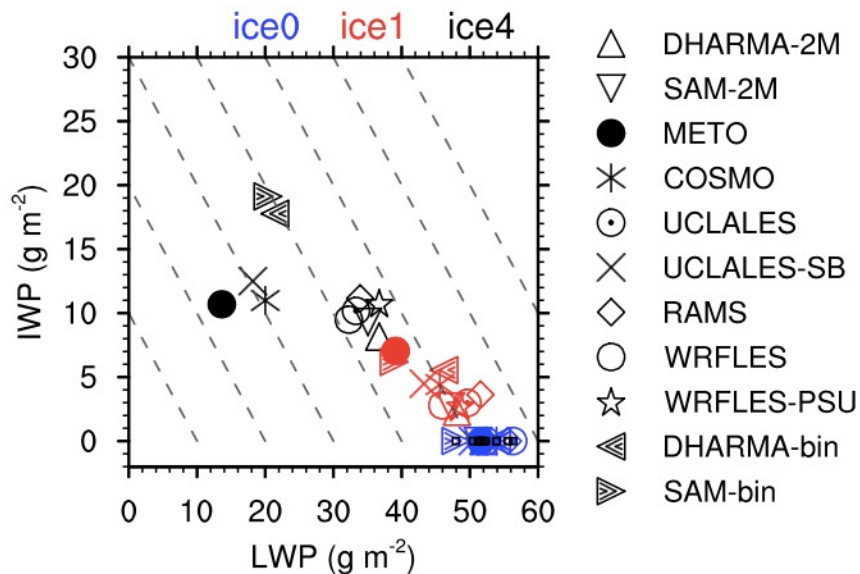 ice0 ice1 ice4
30
25
20
15
10
5
0
IWP (g m-2)
0 10 20 30 40 50 60
LWP (g m-2)
DHARMA-2M
SAM-2M
METO
COSMO
UCLALES
UCLALES-SB
RAMS
WRFLES
WRFLES-PSU
DHARMA-bin
SAM-bin